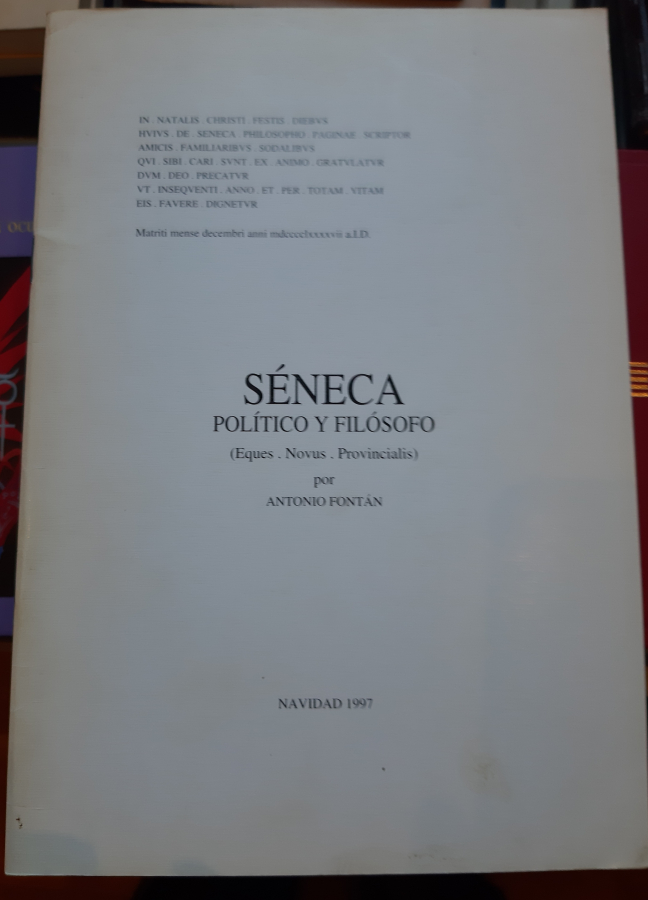 IN . NATALIS . CHRISTI . FESTIS . DIEBVS
HVIVS . DE . SENECA . PHILOSOPHO . PAGINAE . SCRIPTOR
AMICIS . FAMILIARIBVS . SODALIBVS
QVI . SIBI . CARI . SVNT . EX . ANIMO . GRATVLATVR
DVM . DEO . PRECATVR
VT . INSEQVENTI . ANNO . ET . PER . TOTAM . VITAM
EIS . FAVERE . DIGNETVR
Matriti mense decembri anni mdcccclxxxxvii a.I.D.
SÉNECA
POLÍTICO Y FILÓSOFO
(Eques . Novus . Provincialis)
por
ANTONIO FONTÁN
NAVIDAD 1997